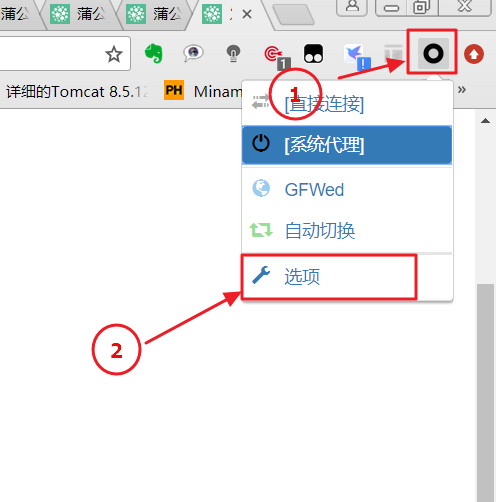 蒲公
蒲公
蒲公
1
详细的Tomcat 8.5.12
PH
Minam
»
1
[直接连接]
[系统代理]
GFWed
自动切换
选项
2